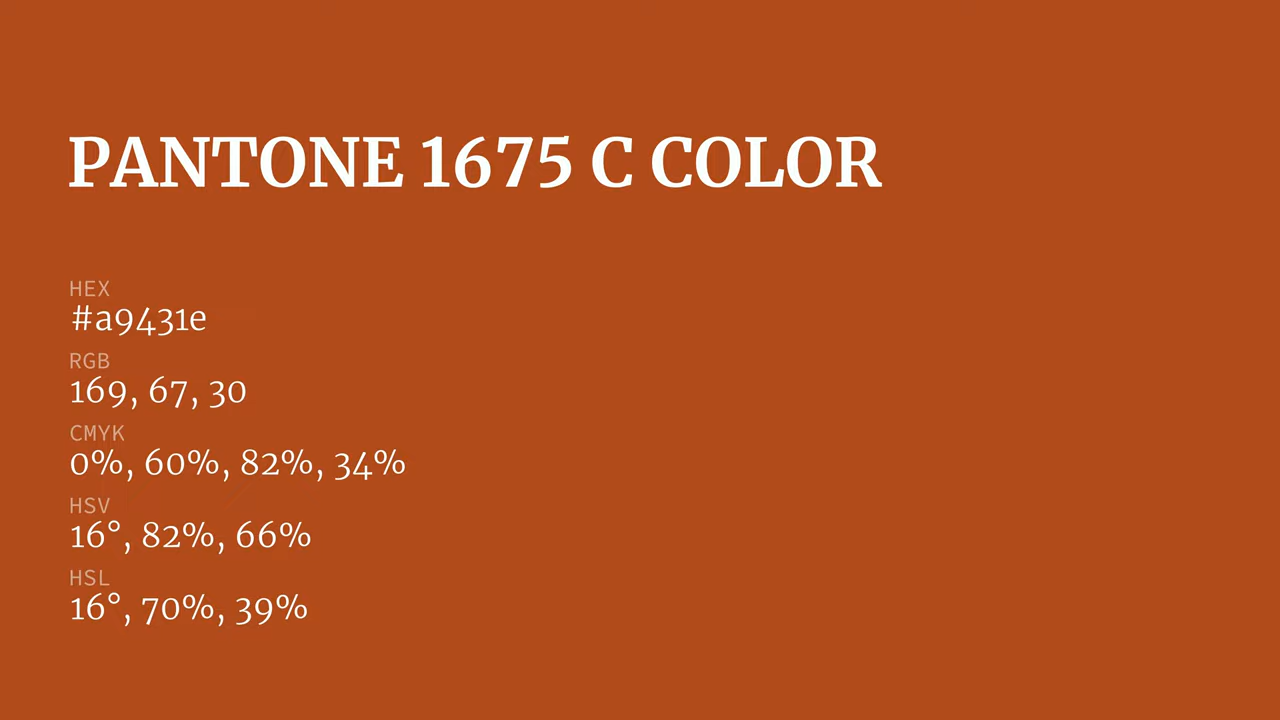 PANTONE 1675 C COLOR
HEX
#a9431e
RGB
169, 67, 30
CMYK
0%, 60%, 82%, 34%
HSV
16°, 82%, 66%
HSL
16°, 70%, 39%